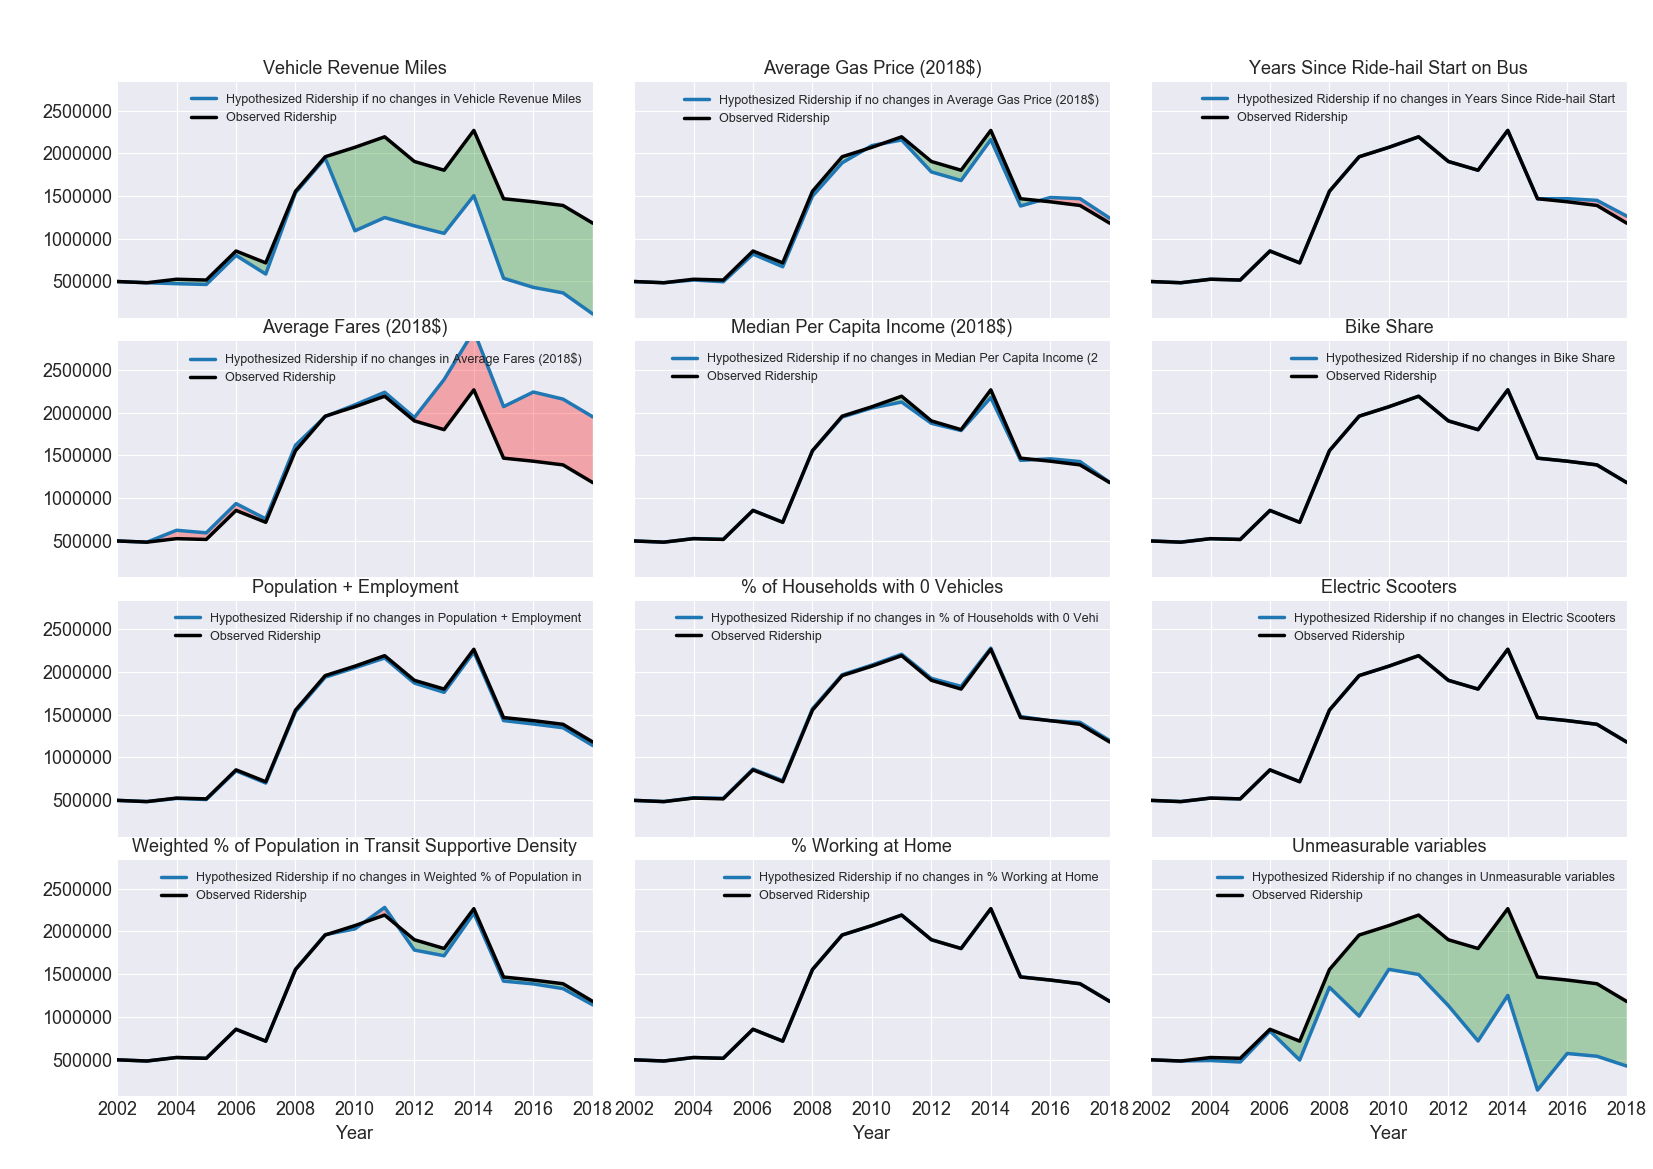 Vehicle Revenue Miles
Hypothesized Ridership if no changes in Vehicle Revenue Miles
Observed Ridership
2500000
2000000
1500000
1000000
500000
Average Gas Price (2018$)
Hypothesized Ridership if no changes in Average Gas Price (2018$)
Observed Ridership
Years Since Ride-hail Start on Bus
Hypothesized Ridership if no changes in Years Since Ride-hail Start
Observed Ridership
Average Fares (2018$)
Hypothesized Ridership if no changes in Average Fares (2018$)
Observed Ridership
2500000
2000000
1500000
1000000
500000
Median Per Capita Income (2018$)
Hypothesized Ridership if no changes in Median Per Capita Income (2
Observed Ridership
Bike Share
Hypothesized Ridership if no changes in Bike Share
Observed Ridership
Population + Employment
Hypothesized Ridership if no changes in Population + Employment
Observed Ridership
2500000
2000000
1500000
1000000
500000
% of Households with 0 Vehicles
Hypothesized Ridership if no changes in % of Households with 0 Vehi
Observed Ridership
Electric Scooters
Hypothesized Ridership if no changes in Electric Scooters
Observed Ridership
Weighted % of Population in Transit Supportive Density
Hypothesized Ridership if no changes in Weighted % of Population in
Observed Ridership
2500000
2000000
1500000
1000000
500000
2002 2004 2006 2008 2010 2012 2014 2016 2018
Year
% Working at Home
Hypothesized Ridership if no changes in % Working at Home
Observed Ridership
2002 2004 2006 2008 2010 2012 2014 2016 2018
Year
Unmeasurable variables
Hypothesized Ridership if no changes in Unmeasurable variables
Observed Ridership
2002 2004 2006 2008 2010 2012 2014 2016 2018
Year